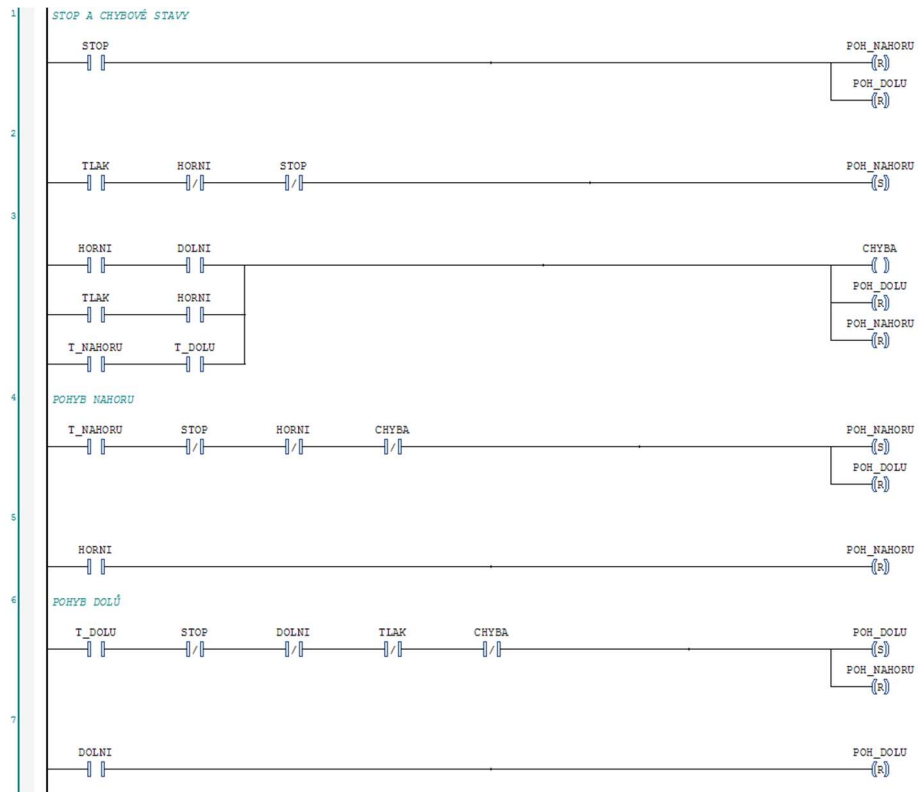 1 STOP A CHYBOVÉ STAVY
STOP POH_NAHORU
R
POH_DOLU
R
2
TLAK HORNI STOP POH_NAHORU
/ / S
3
HORNI DOLNI CHYBA
POH_DOLU
TLAK HORNI R
POH_NAHORU
T_NAHORU T_DOLU R
4 POHYB NAHORU
T_NAHORU STOP HORNI CHYBA POH_NAHORU
/ / / S
POH_DOLU
R
5
HORNI POH_NAHORU
R
6 POHYB DOLŮ
T_DOLU STOP DOLNI TLAK CHYBA POH_DOLU
/ / / / S
POH_NAHORU
R
7
DOLNI POH_DOLU
R